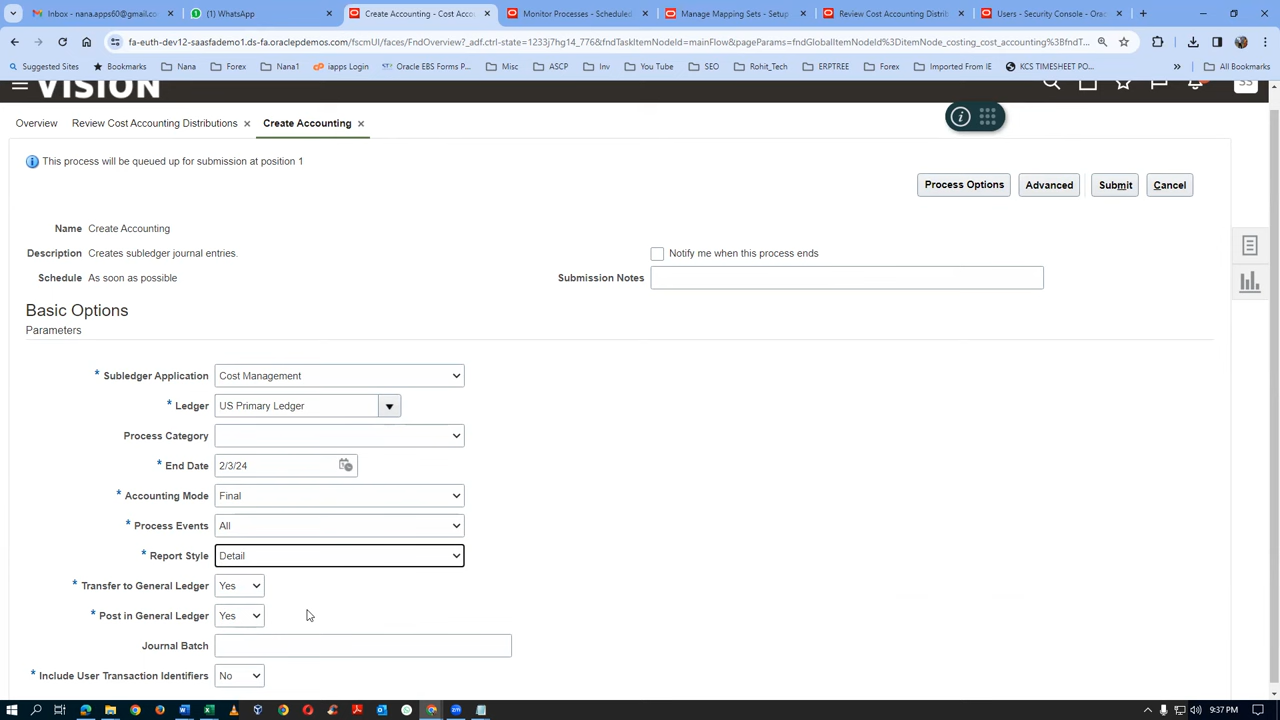 Inbox - nana.apps60@gmail.com
(1) WhatsApp
Create Accounting - Cost Acco
Monitor Processes - Scheduled
Manage Mapping Sets - Setup
Review Cost Accounting Distrib
Users - Security Console - Orac
fa-euth-dev12-saasfademo1.ds-fa.oraclepdemos.com/fscmUI/faces/FndOverview?_adf.ctrl-state=1233j7hg14_776&fndTaskItemNodeId=mainFlow&pageParams=fndGlobalItemNodeId%3DitemNode_costing_cost_accounting%3BfndT...
Suggested Sites
Bookmarks
Nana
Forex
Nana1
iapps Login
Oracle EBS Forms P...
Misc
ASCP
Inv
You Tube
SEO
Rohit_Tech
ERPTREE
Forex
Imported From IE
KCS TIMESHEET PO...
»
All Bookmarks
VISION
SS
Overview
Review Cost Accounting Distributions
Create Accounting
This process will be queued up for submission at position 1
Process Options
Advanced
Submit
Cancel
Name Create Accounting
Description Creates subledger journal entries.
Notify me when this process ends
Schedule As soon as possible
Submission Notes
Basic Options
Parameters
* Subledger Application Cost Management
* Ledger US Primary Ledger
Process Category
* End Date 2/3/24
* Accounting Mode Final
* Process Events All
* Report Style Detail
* Transfer to General Ledger Yes
* Post in General Ledger Yes
Journal Batch
* Include User Transaction Identifiers No
9:37 PM